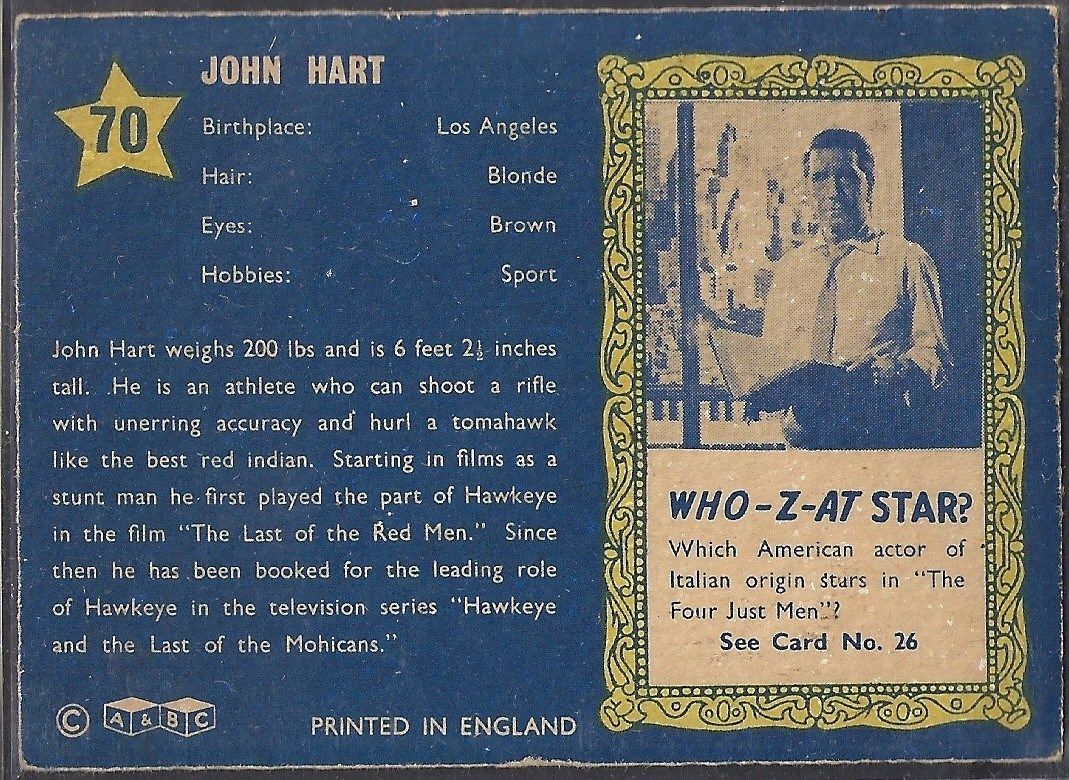 70
JOHN HART
Birthplace: Los Angeles
Hair: Blonde
Eyes: Brown
Hobbies: Sport
John Hart weighs 200 lbs and is 6 feet 2½ inches
tall. He is an athlete who can shoot a rifle
with unerring accuracy and hurl a tomahawk
like the best red indian. Starting in films as a
stunt man he first played the part of Hawkeye
in the film “The Last of the Red Men.” Since
then he has been booked for the leading role
of Hawkeye in the television series “Hawkeye
and the Last of the Mohicans.”
© A & B C
PRINTED IN ENGLAND
WHO-Z-AT STAR?
Which American actor of
Italian origin stars in “The
Four Just Men”?
See Card No. 26